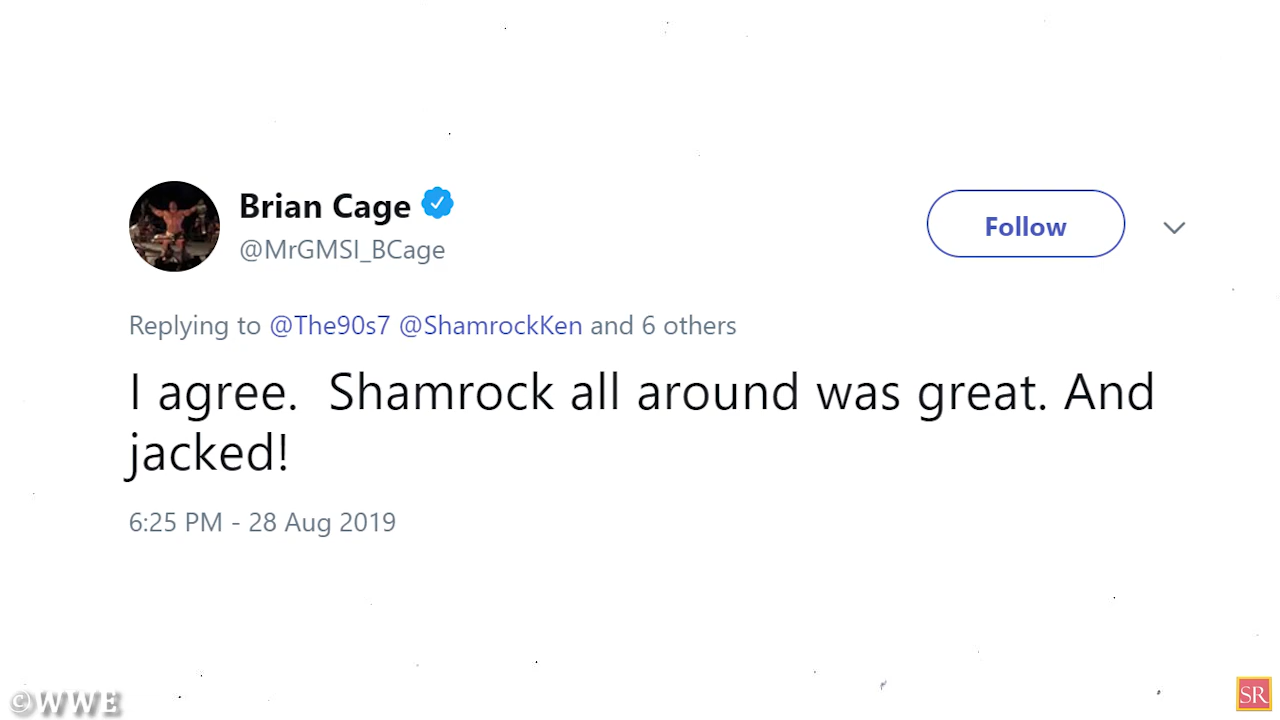 Brian Cage
@MrGMSI_BCage
Follow
Replying to @The90s7 @ShamrockKen and 6 others
I agree.  Shamrock all around was great. And
jacked!
6:25 PM - 28 Aug 2019
©WWE
SR